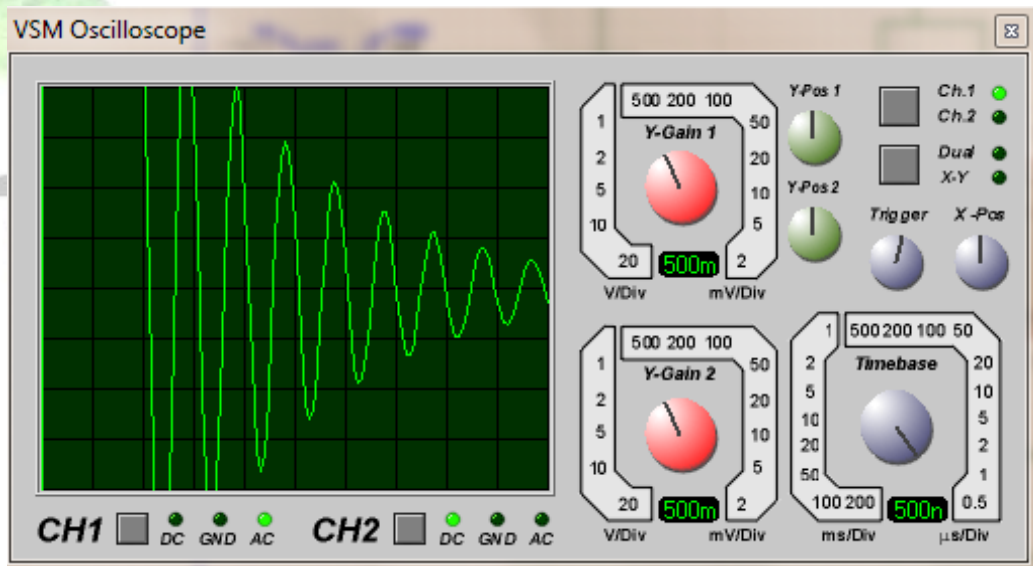 VSM Oscilloscope
500 200 100
1
2
5
10
20
50
20
10
5
2
Y-Gain 1
500m
V/Div
mV/Div
Y-Pos 1
Y-Pos 2
Ch.1
Ch.2
Dual
X-Y
Trigger
X -Pos
500 200 100
1
2
5
10
20
50
20
10
5
2
Y-Gain 2
500m
V/Div
mV/Div
1
500 200 100 50
2
5
10
20
50
100 200
20
10
5
2
1
0.5
Timebase
500n
ms/Div
µs/Div
CH1
DC GND AC
CH2
DC GND AC